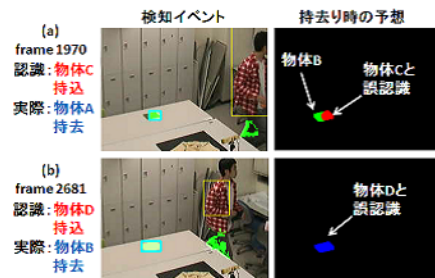 検知イベント
持去り時の予想
(a)
frame 1970
認識：物体C
持込
実際：物体A
持去
物体B
物体Cと
誤認識
(b)
frame 2681
認識：物体D
持込
実際：物体B
持去
物体Dと
誤認識